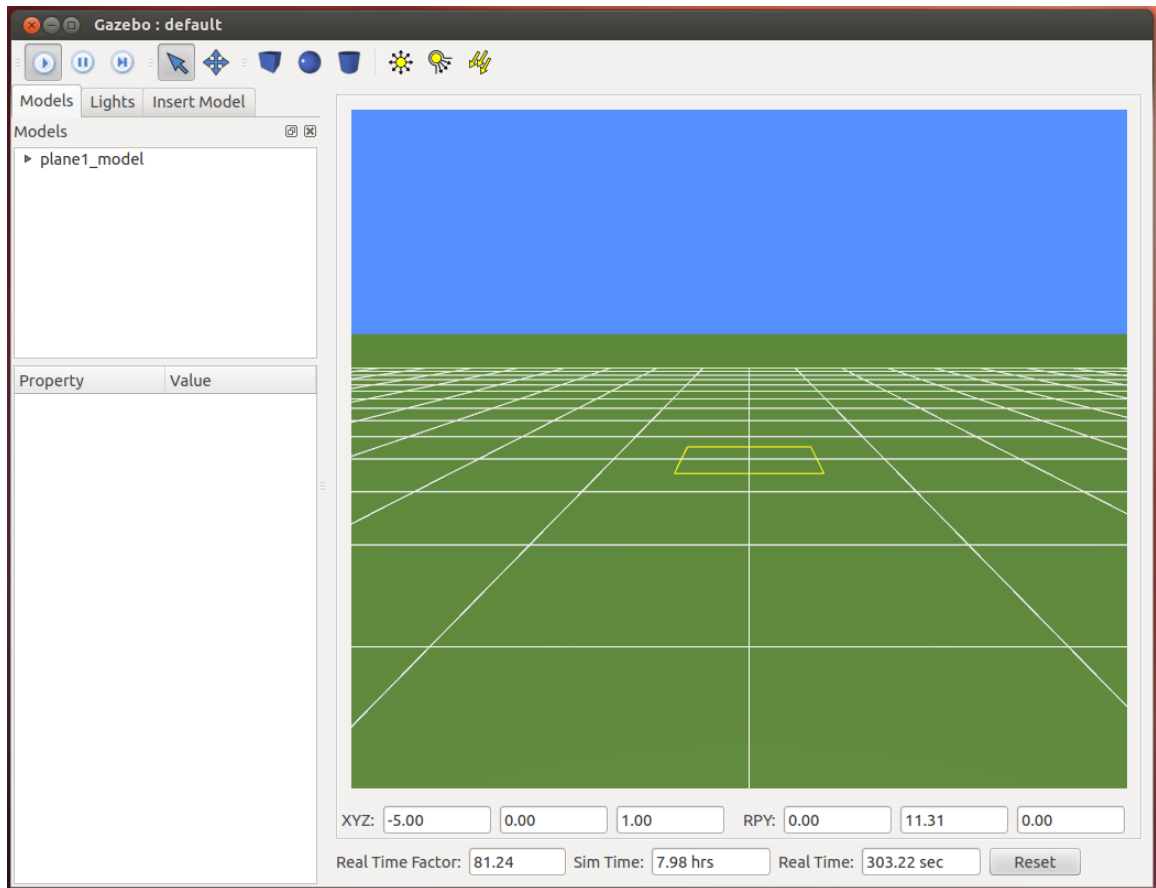 Gazebo : default
Models Lights Insert Model
Models
plane1_model
Property Value
XYZ: -5.00 0.00 1.00 RPY: 0.00 11.31 0.00
Real Time Factor: 81.24 Sim Time: 7.98 hrs Real Time: 303.22 sec Reset